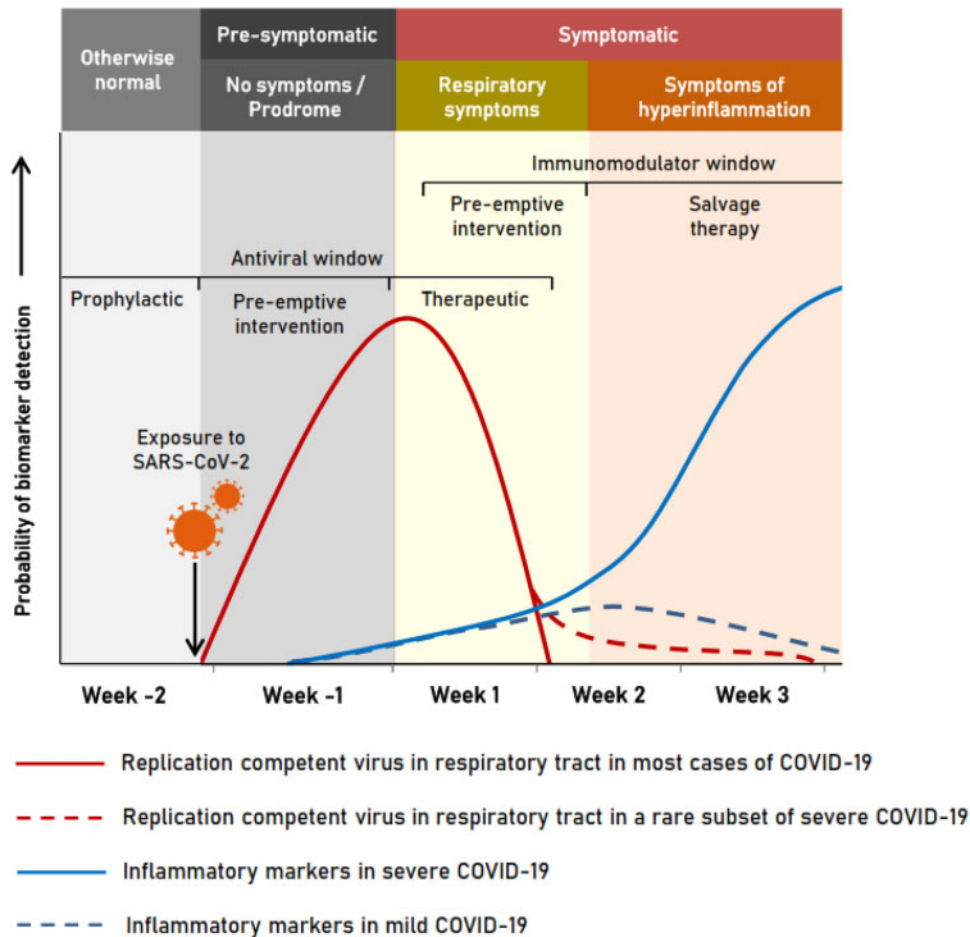 Otherwise
normal
Pre-symptomatic
Symptomatic
No symptoms /
Prodrome
Respiratory
symptoms
Symptoms of
hyperinflammation
Immunomodulator window
Pre-emptive
intervention
Salvage
therapy
Antiviral window
Prophylactic
Pre-emptive
intervention
Therapeutic
Exposure to
SARS-CoV-2
Probability of biomarker detection
Week -2
Week -1
Week 1
Week 2
Week 3
Replication competent virus in respiratory tract in most cases of COVID-19
Replication competent virus in respiratory tract in a rare subset of severe COVID-19
Inflammatory markers in severe COVID-19
Inflammatory markers in mild COVID-19